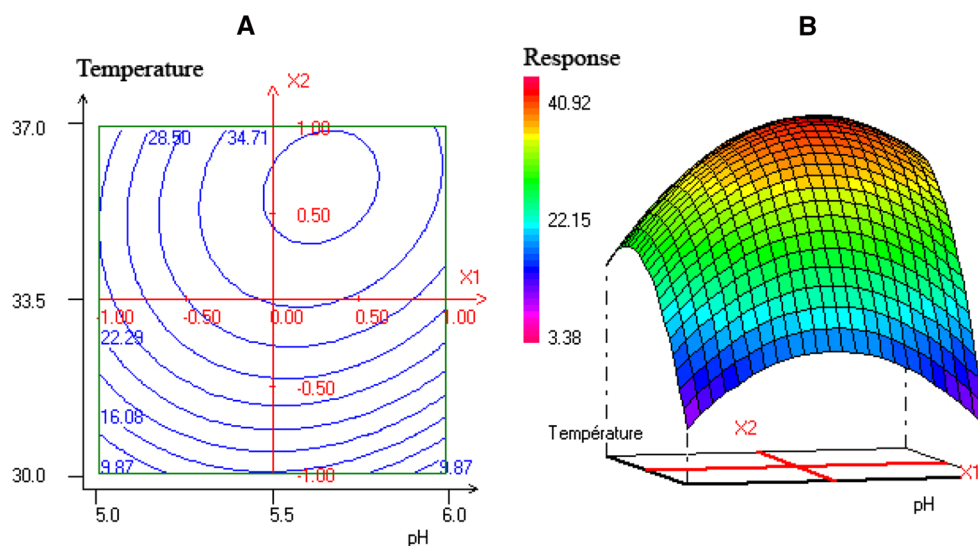 A
B
Temperature
X2
37.0
28.50
34.71
1.00
0.50
X1
33.5
-1.00
-0.50
0.00
0.50
1.00
22.29
-0.50
16.08
9.87
9.87
30.0
-1.00
5.0
5.5
6.0
pH
Response
40.92
22.15
3.38
Température
X2
X1
pH